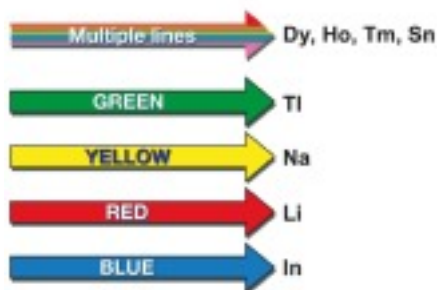 Multiple lines Dy, Ho, Tm, Sn
GREEN Tl
YELLOW Na
RED Li
BLUE In